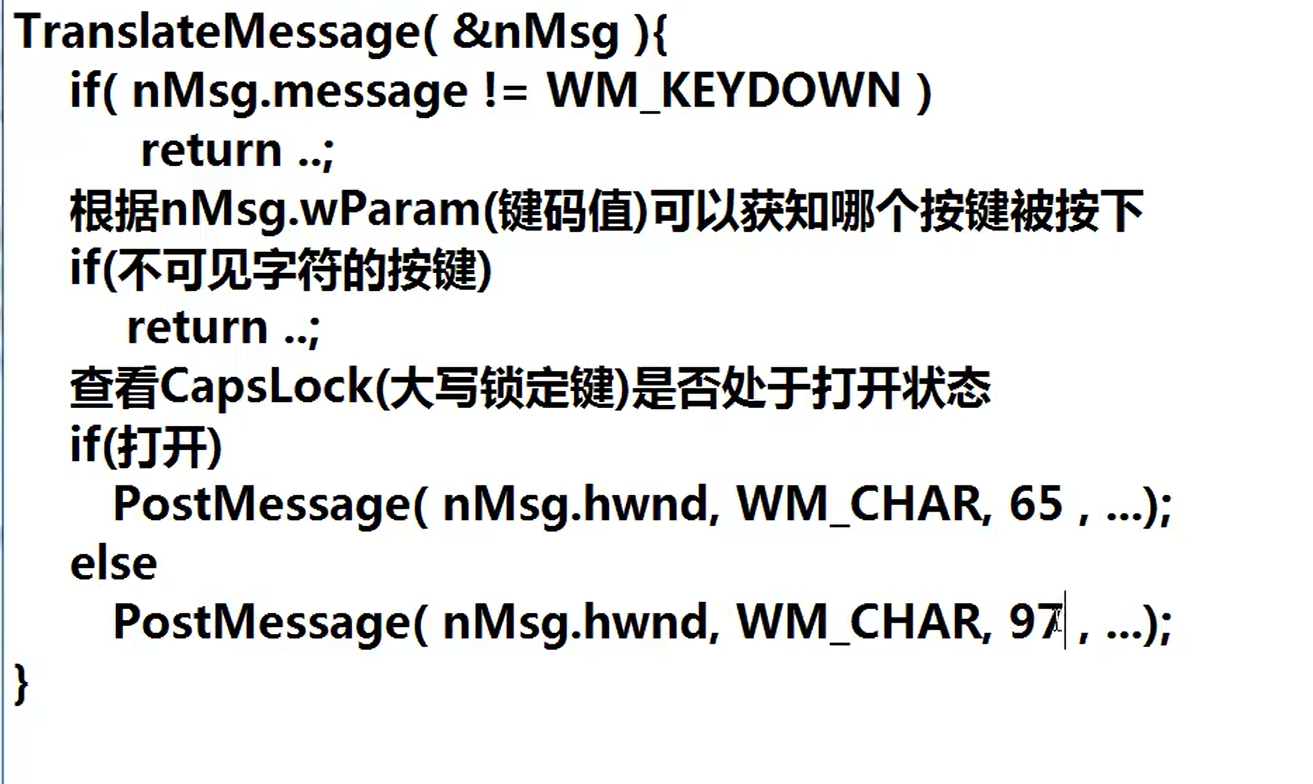 TranslateMessage( &nMsg ){
if( nMsg.message != WM_KEYDOWN )
return ..;
根据nMsg.wParam(键码值)可以获知哪个按键被按下
if(不可见字符的按键)
return ..;
查看CapsLock(大写锁定键)是否处于打开状态
if(打开)
PostMessage( nMsg.hwnd, WM_CHAR, 65 , ...);
else
PostMessage( nMsg.hwnd, WM_CHAR, 97 , ...);
}